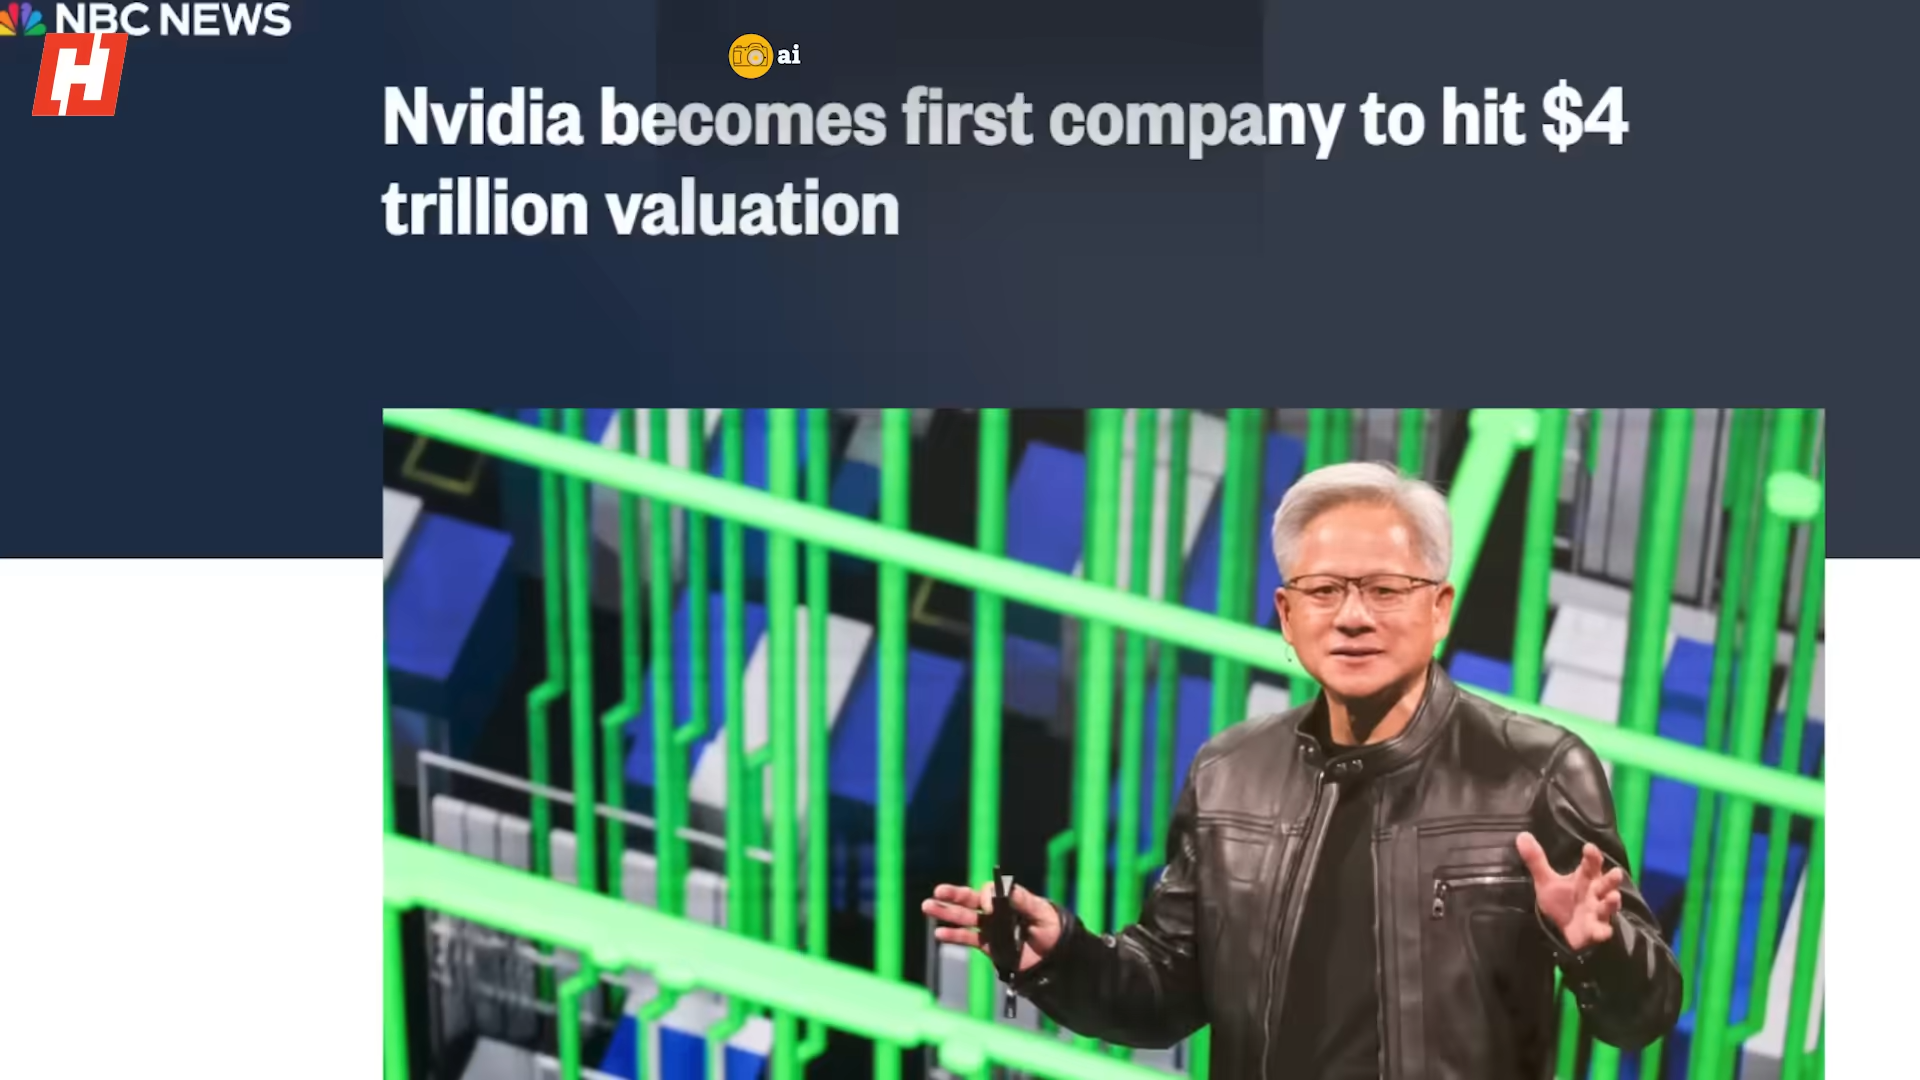 NBC NEWS
H
ai
Nvidia becomes first company to hit $4
trillion valuation